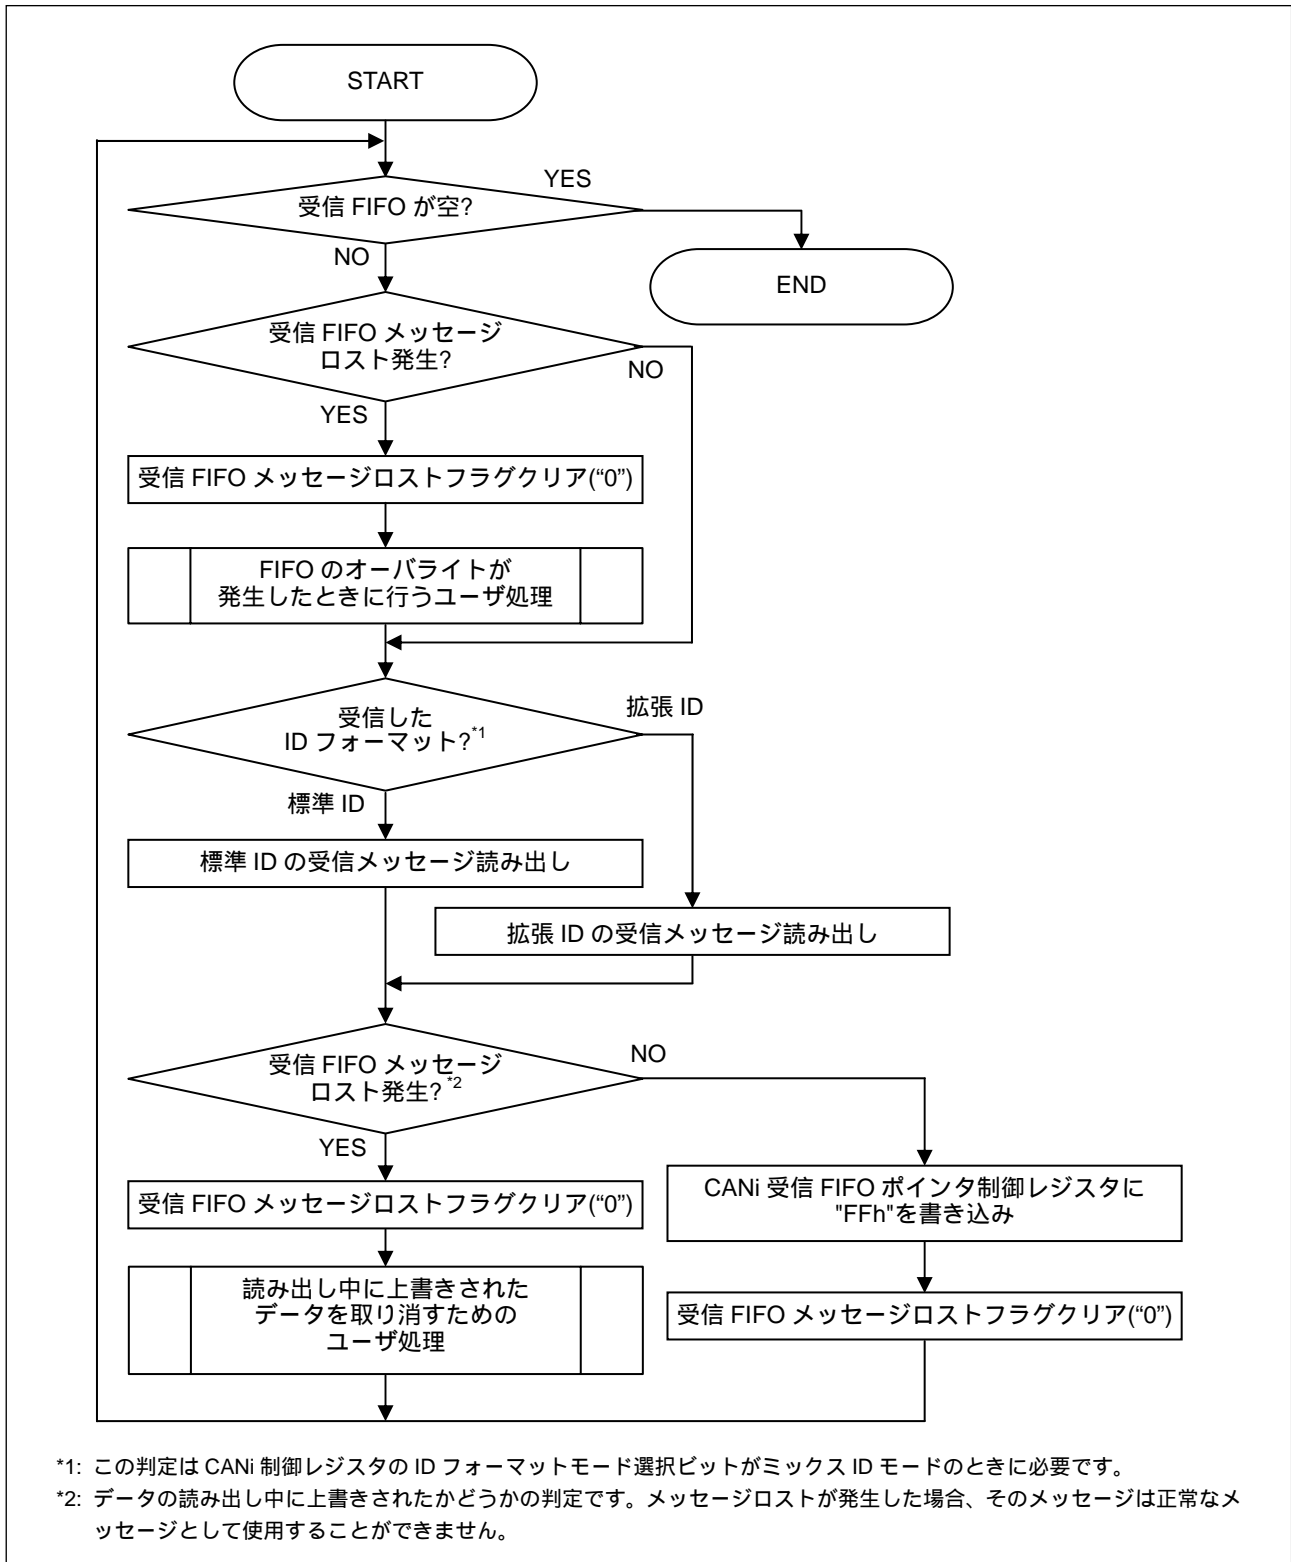 START
YES
受信 FIFO が空?
NO
END
受信 FIFO メッセージ
ロスト発生?
NO
YES
受信 FIFO メッセージロストフラグクリア(“0”)
FIFO のオーバライトが
発生したときに行うユーザ処理
拡張 ID
受信した
ID フォーマット?*1
標準 ID
標準 ID の受信メッセージ読み出し
拡張 ID の受信メッセージ読み出し
受信 FIFO メッセージ
ロスト発生? *2
NO
YES
受信 FIFO メッセージロストフラグクリア(“0”)
CANi 受信 FIFO ポインタ制御レジスタに
"FFh"を書き込み
読み出し中に上書きされた
データを取り消すための
ユーザ処理
受信 FIFO メッセージロストフラグクリア(“0”)
*1: この判定は CANi 制御レジスタの ID フォーマットモード選択ビットがミックス ID モードのときに必要です。
*2: データの読み出し中に上書きされたかどうかの判定です。メッセージロストが発生した場合、そのメッセージは正常なメ
ッセージとして使用することができません。